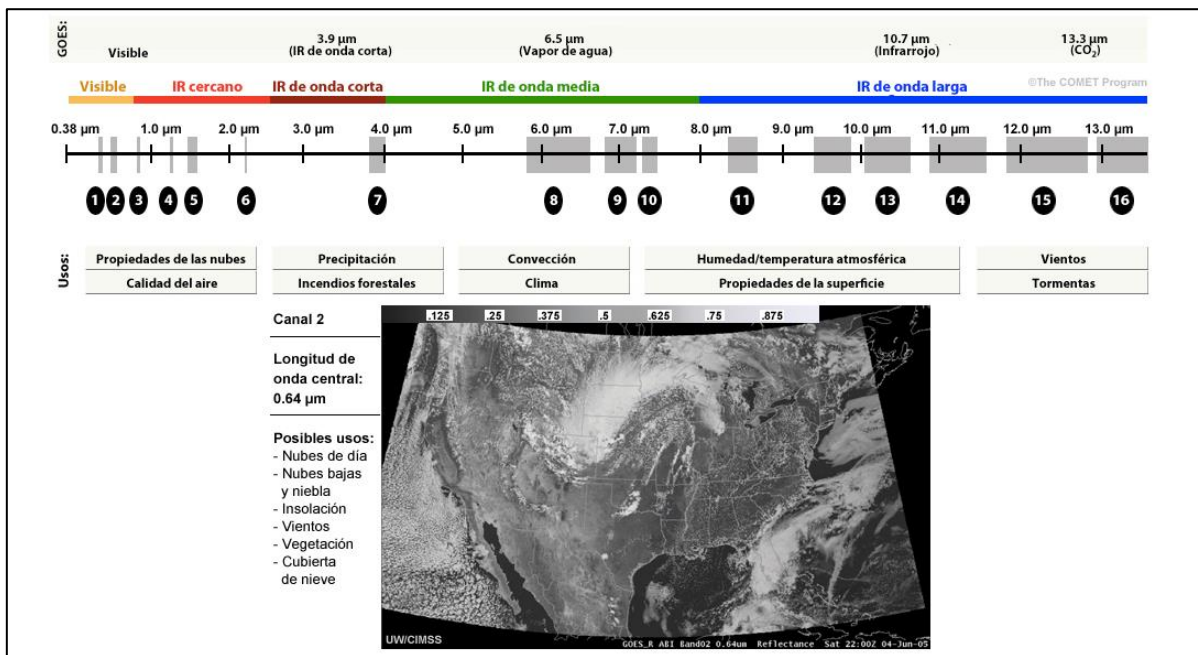 GOES:
Visible
3.9 µm
(IR de onda corta)
6.5 µm
(Vapor de agua)
10.7 µm
(Infrarrojo)
13.3 µm
(CO₂)
©The COMET Program
Visible IR cercano IR de onda corta IR de onda media IR de onda larga
0.38 µm 1.0 µm 2.0 µm 3.0 µm 4.0 µm 5.0 µm 6.0 µm 7.0 µm 8.0 µm 9.0 µm 10.0 µm 11.0 µm 12.0 µm 13.0 µm
1 2 3 4 5 6 7 8 9 10 11 12 13 14 15 16
Usos:
Propiedades de las nubes Precipitación Convección Humedad/temperatura atmosférica Vientos
Calidad del aire Incendios forestales Clima Propiedades de la superficie Tormentas
Canal 2
.125 .25 .375 .5 .625 .75 .875
Longitud de
onda central:
0.64 µm
Posibles usos:
- Nubes de día
- Nubes bajas
y niebla
- Insolación
- Vientos
- Vegetación
- Cubierta
de nieve
UW/CIMSS
GOES_R ABI Band02 0.64um Reflectance Sat 22:00Z 04-Jun-05